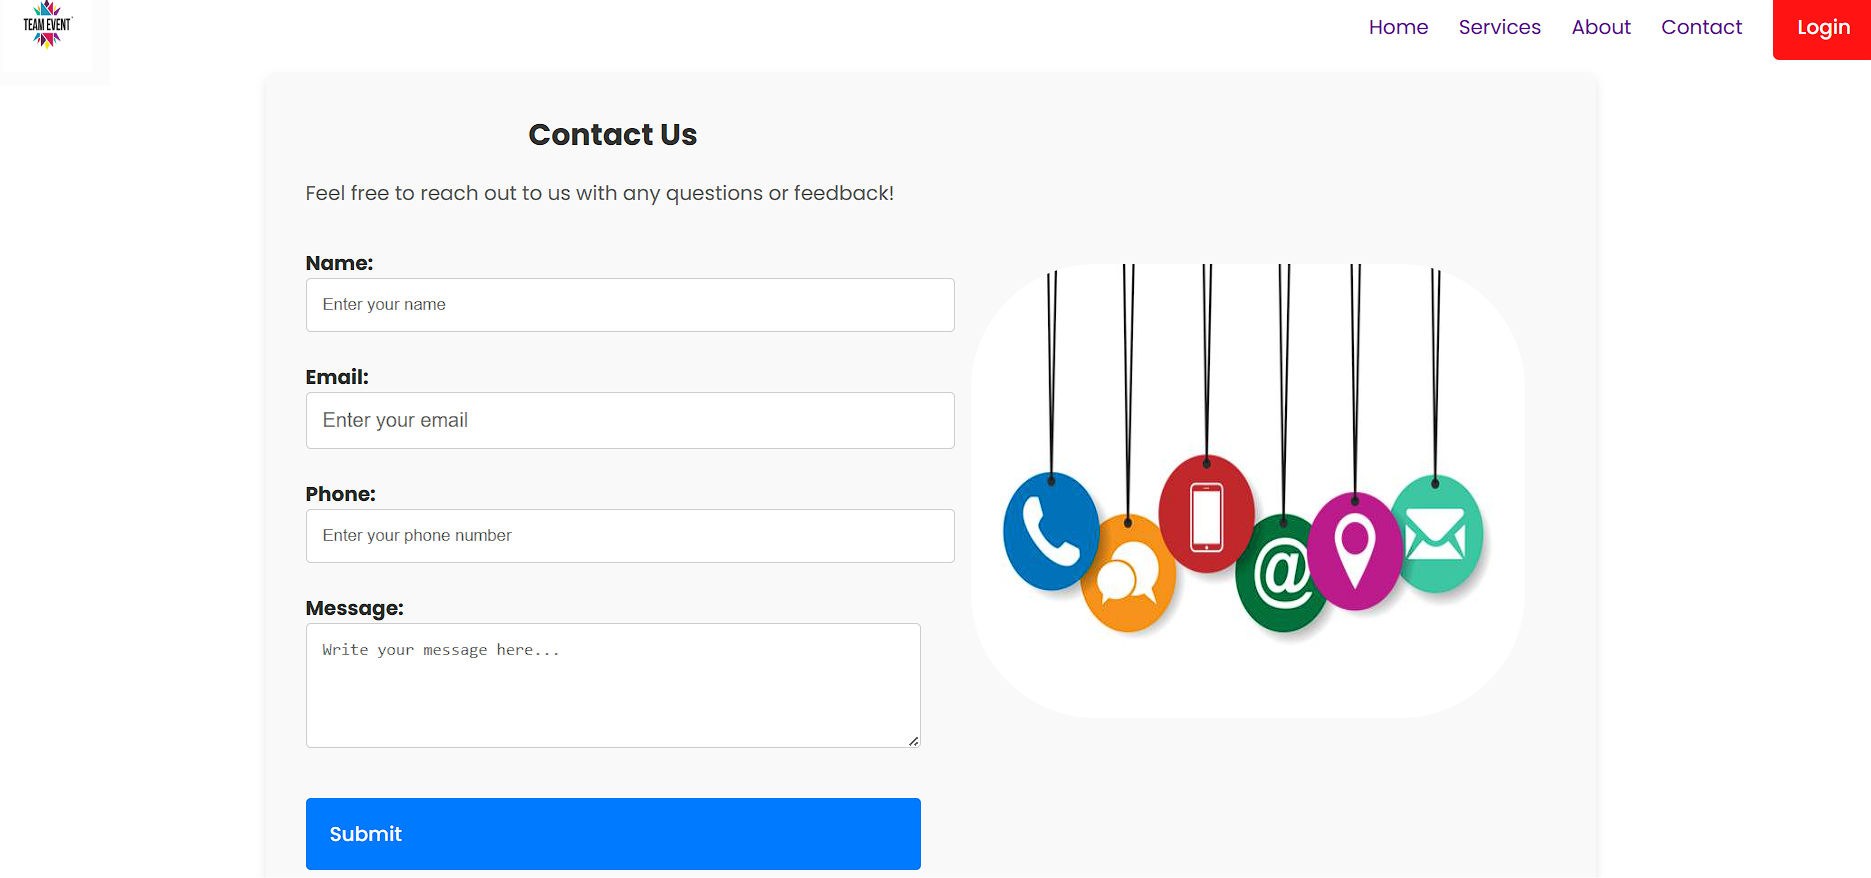 TEAM EVENT
Home Services About Contact Login
Contact Us
Feel free to reach out to us with any questions or feedback!
Name:
Enter your name
Email:
Enter your email
Phone:
Enter your phone number
Message:
Write your message here...
@
Submit